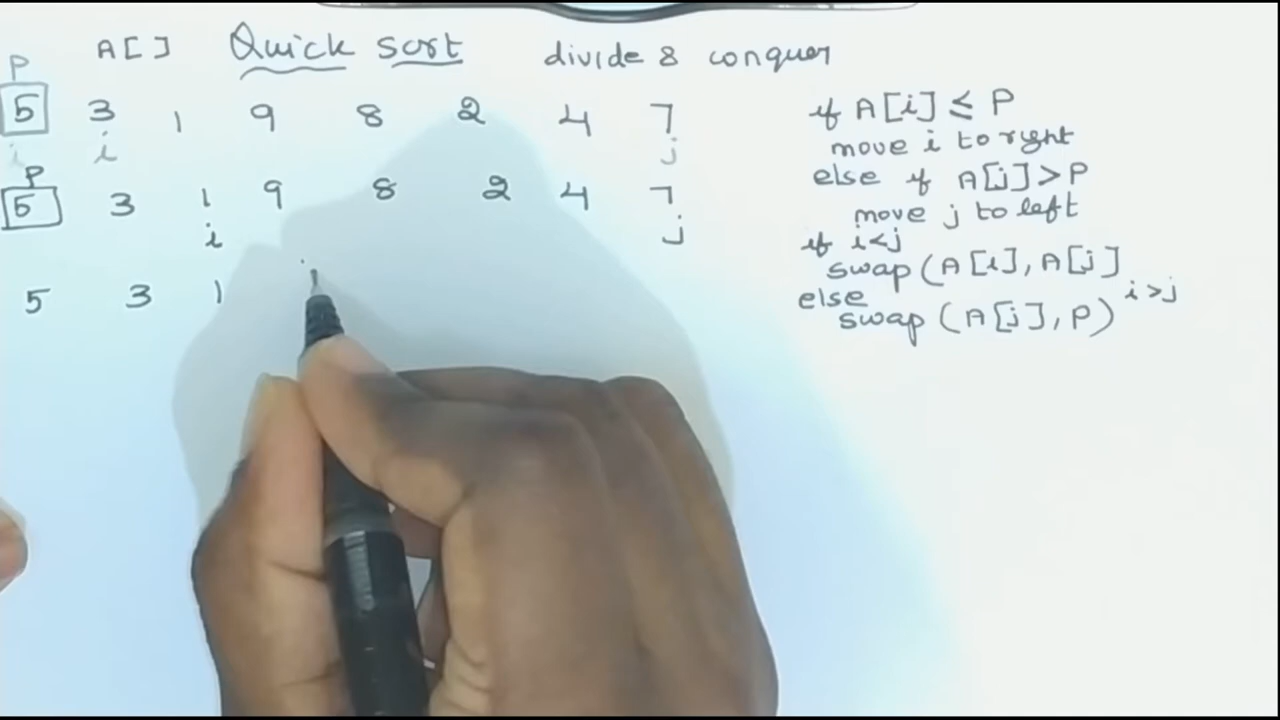 A[] Quick sort divide & conquer
P
5 3 1 9 8 2 4 7
i i j
P
5 3 1 9 8 2 4 7
i j
5 3 1
if A[i] ≤ P
move i to right
else if A[j] > P
move j to left
if i<j
swap (A[i], A[j]
else i>j
swap (A[j], P)